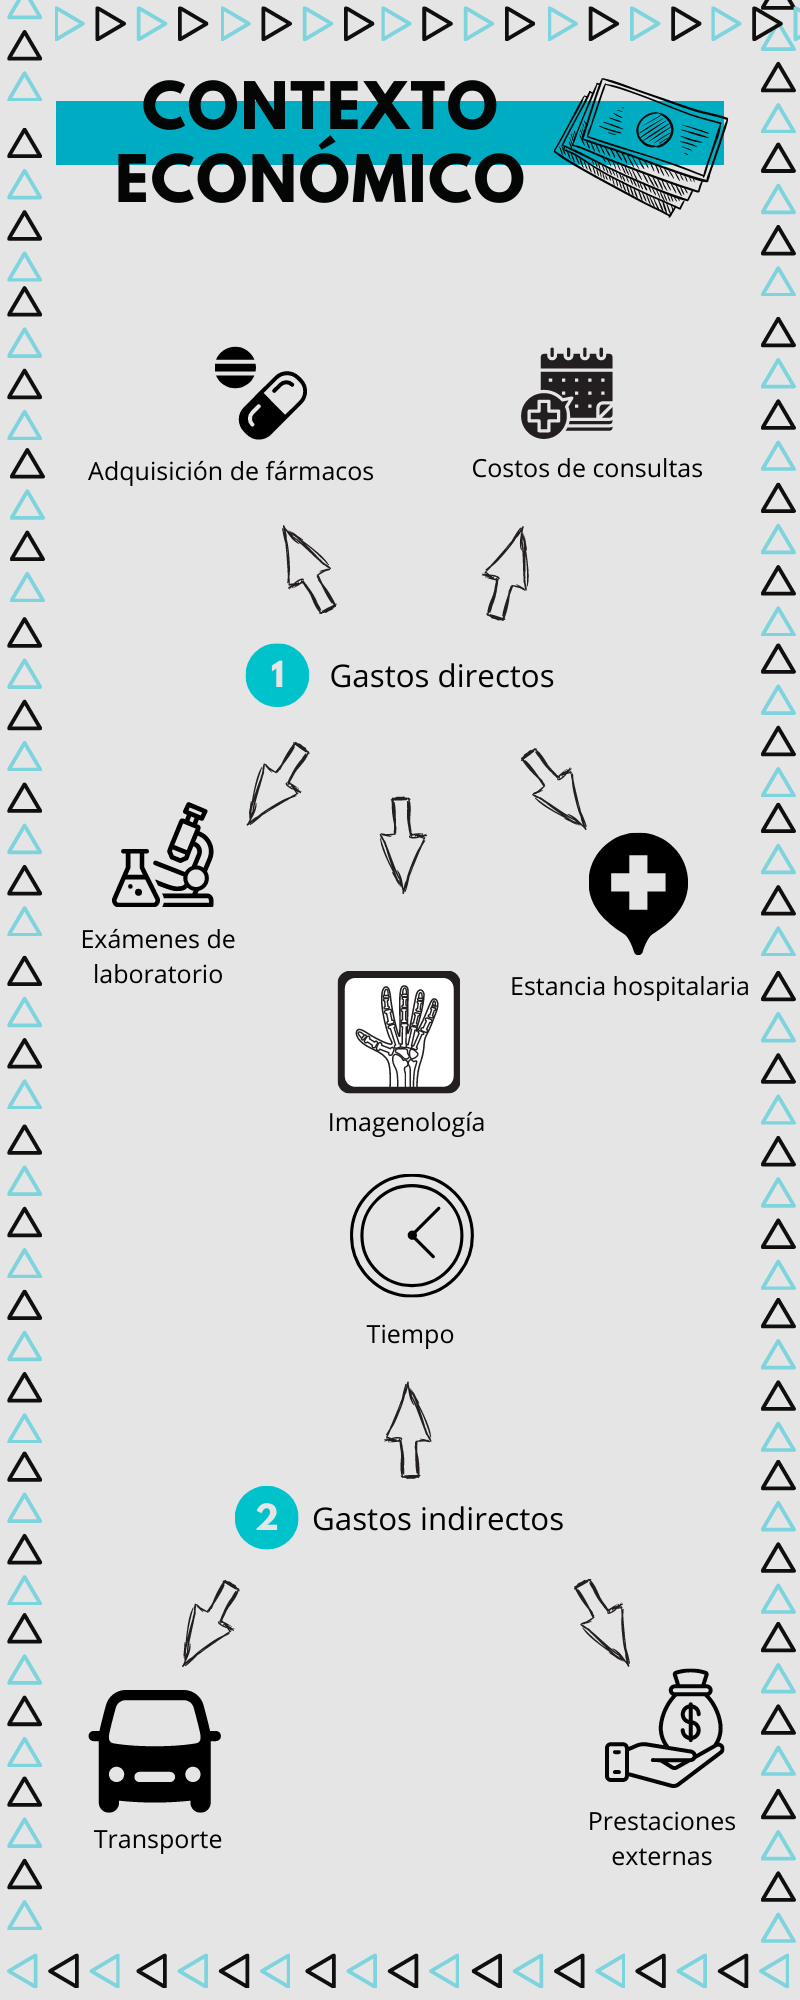 CONTEXTO
ECONÓMICO
Adquisición de fármacos
Costos de consultas
1 Gastos directos
Exámenes de
laboratorio
Estancia hospitalaria
Imagenología
Tiempo
2 Gastos indirectos
$
Transporte
Prestaciones
externas